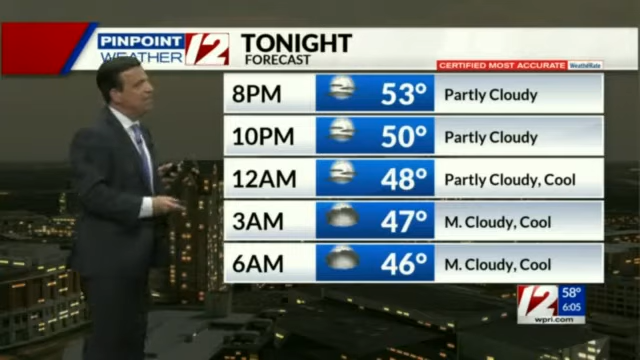 PINPOINT
WEATHER 12
TONIGHT
FORECAST
CERTIFIED MOST ACCURATE WeatheRate
8PM 53° Partly Cloudy
10PM 50° Partly Cloudy
12AM 48° Partly Cloudy, Cool
3AM 47° M. Cloudy, Cool
6AM 46° M. Cloudy, Cool
12 58°
6:05
wpri.com